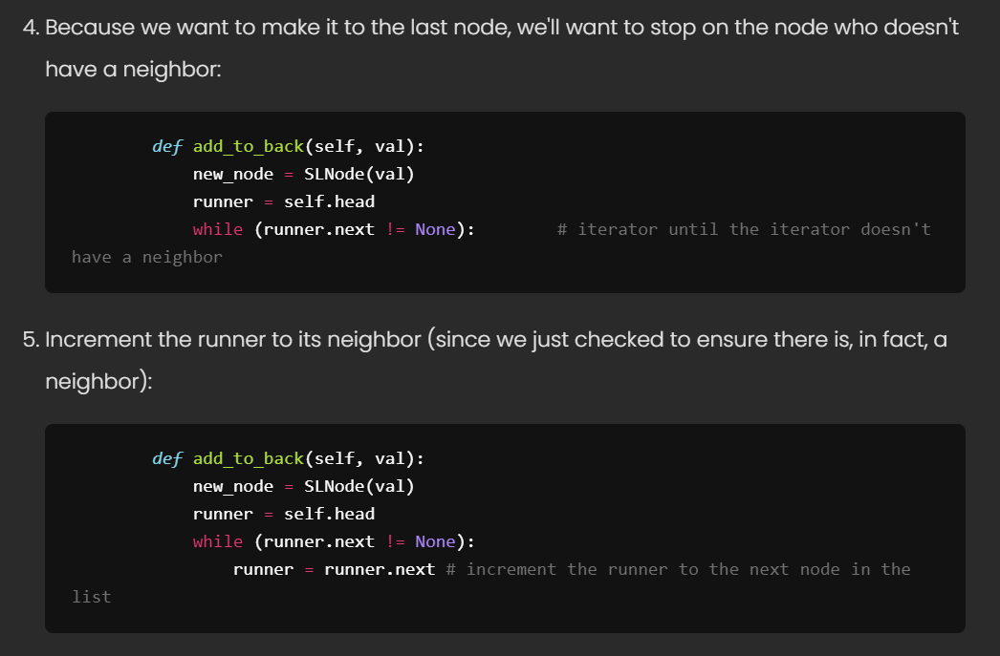 4. Because we want to make it to the last node, we'll want to stop on the node who doesn't
have a neighbor:
def add_to_back(self, val):
new_node = SLNode(val)
runner = self.head
while (runner.next != None):        # iterator until the iterator doesn't
have a neighbor
5. Increment the runner to its neighbor (since we just checked to ensure there is, in fact, a
neighbor):
def add_to_back(self, val):
new_node = SLNode(val)
runner = self.head
while (runner.next != None):
runner = runner.next # increment the runner to the next node in the
list